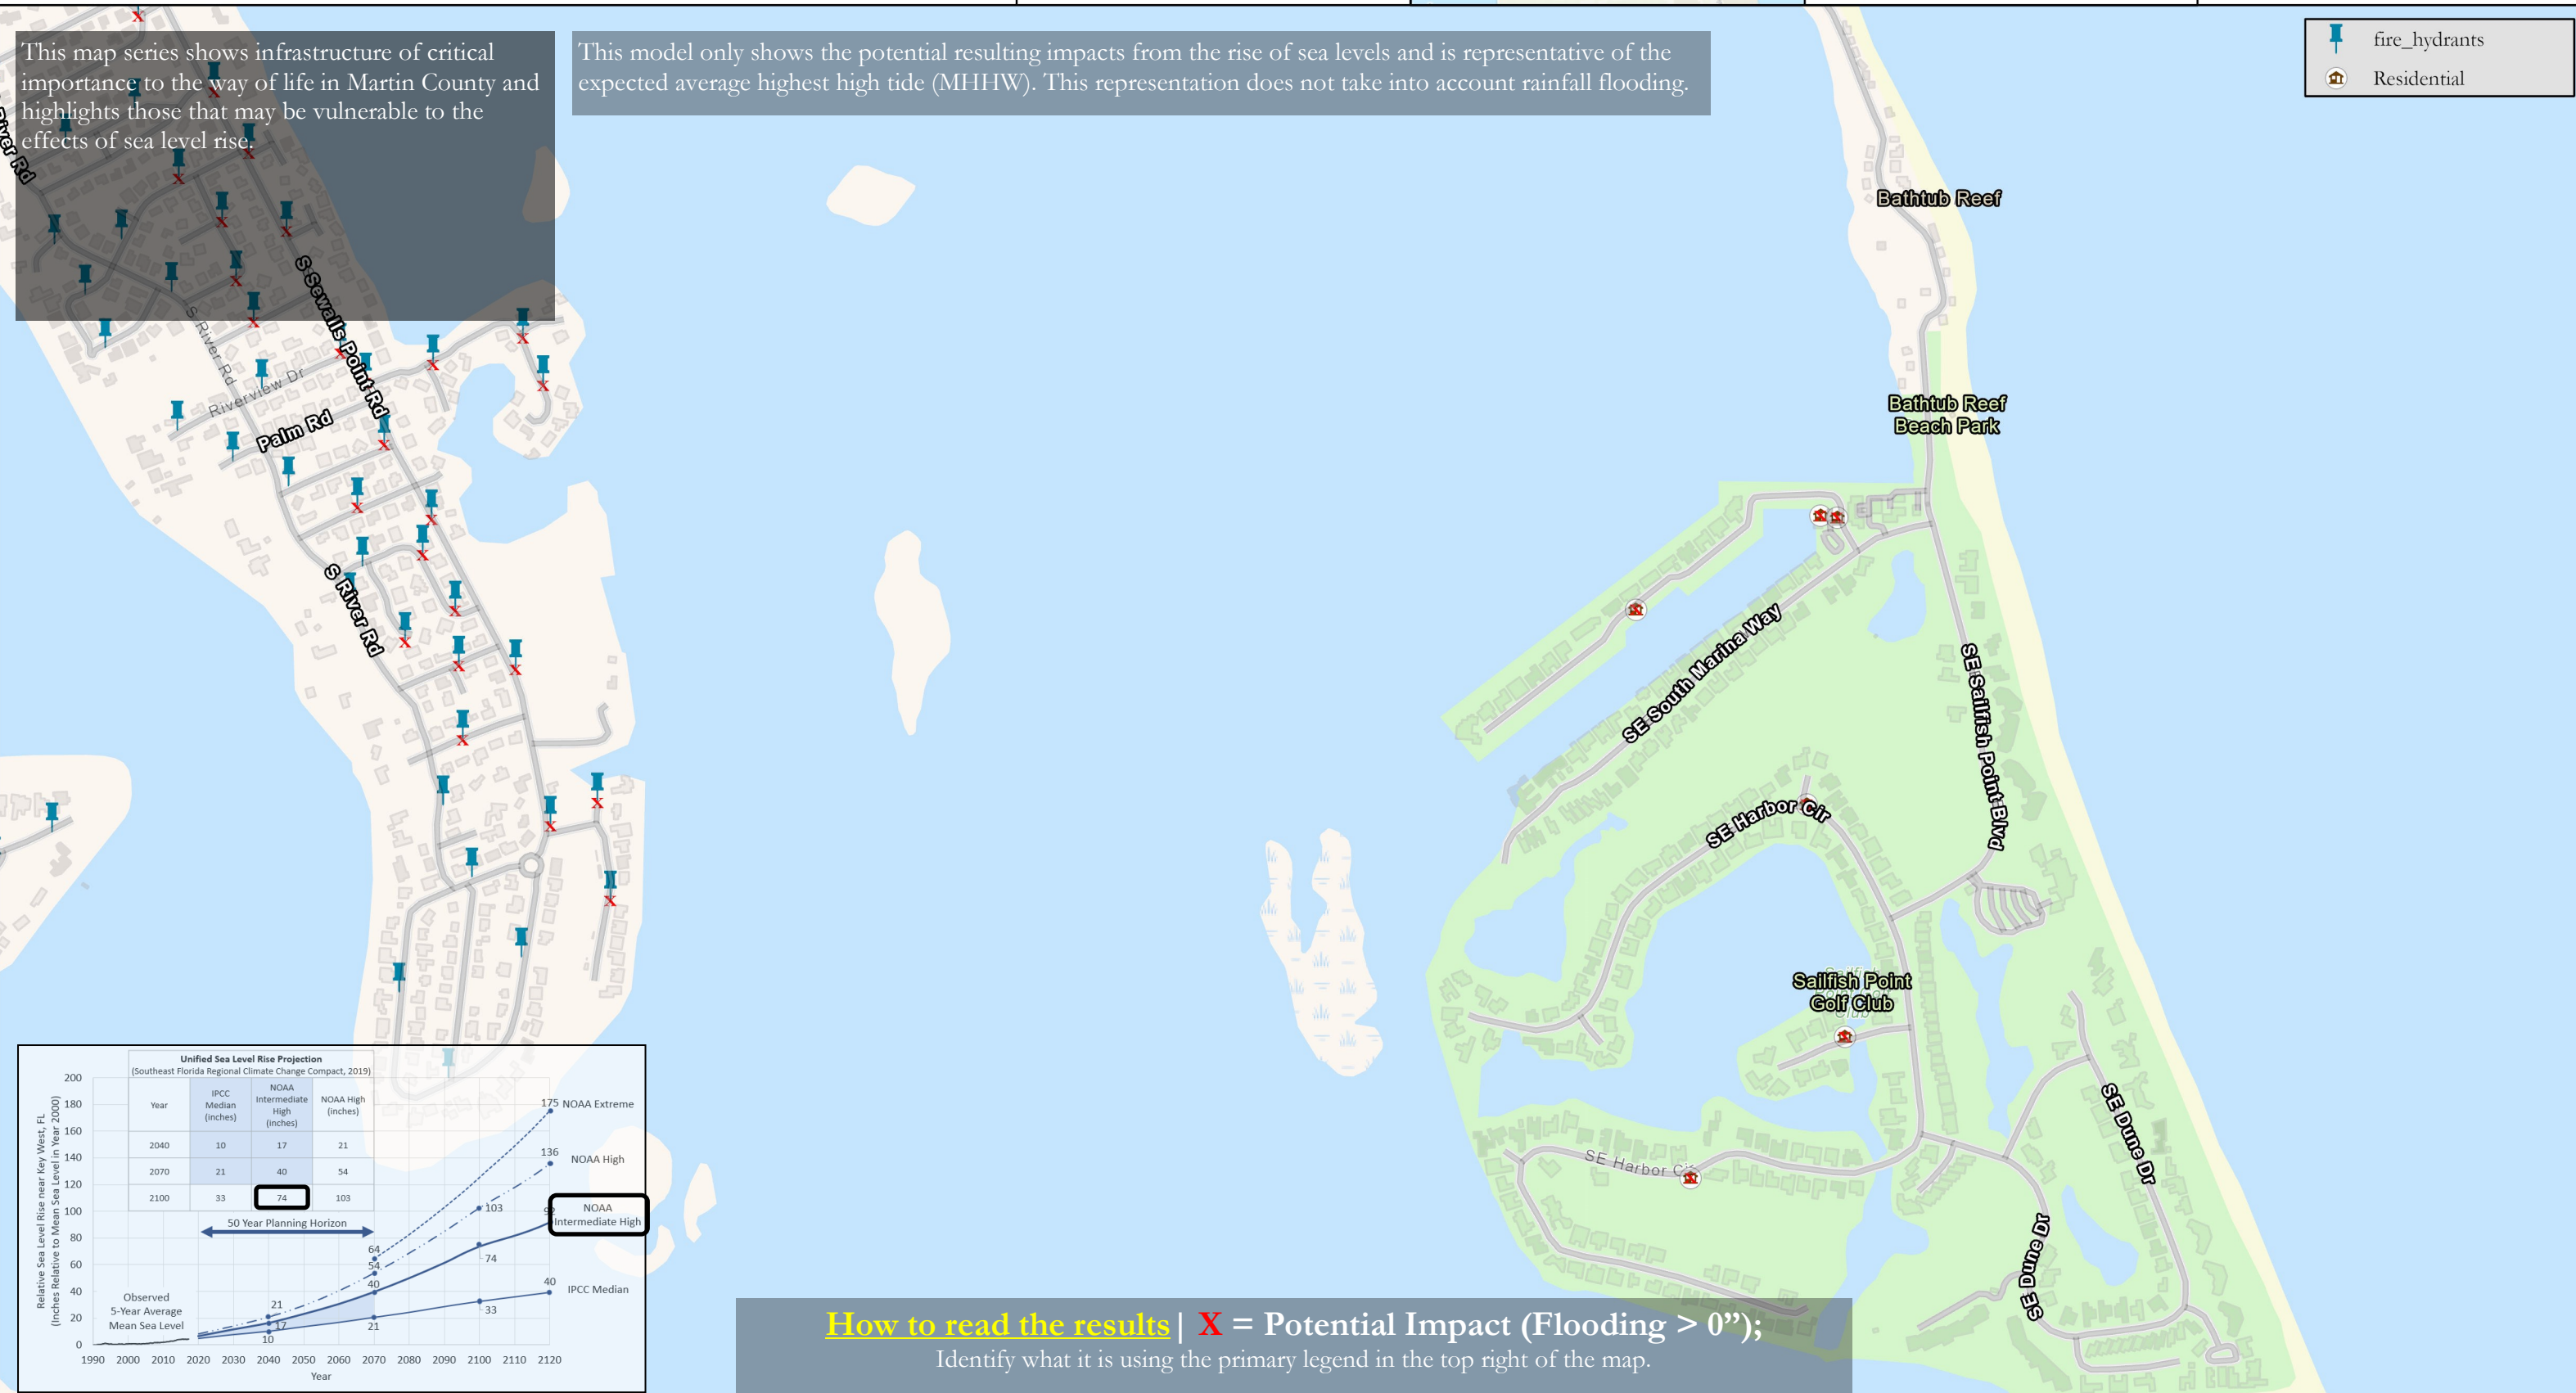 This map series shows infrastructure of critical
importance to the way of life in Martin County and
highlights those that may be vulnerable to the
effects of sea level rise.
This model only shows the potential resulting impacts from the rise of sea levels and is representative of the
expected average highest high tide (MHHW). This representation does not take into account rainfall flooding.
fire_hydrants
Residential
River Rd
S Sewalls Point Rd
S River Rd
Riverview Dr
Palm Rd
S River Rd
Bathtub Reef
Bathtub Reef
Beach Park
SE South Marina Way
SE Sailfish Point Blvd
SE Harbor Cir
Sailfish Point
Golf Club
SE Harbor Cir
SE Dune Dr
SE Dune Dr
Unified Sea Level Rise Projection
(Southeast Florida Regional Climate Change Compact, 2019)
Year
IPCC
Median
(inches)
NOAA
Intermediate
High
(inches)
NOAA High
(inches)
2040 10 17 21
2070 21 40 54
2100 33 74 103
50 Year Planning Horizon
Relative Sea Level Rise near Key West, FL
(Inches Relative to Mean Sea Level in Year 2000)
200
180
160
140
120
100
80
60
40
20
0
Observed
5-Year Average
Mean Sea Level
175 NOAA Extreme
136
NOAA High
103
92
NOAA
Intermediate High
74
64
54
40
40
IPCC Median
33
21
21
17
10
1990 2000 2010 2020 2030 2040 2050 2060 2070 2080 2090 2100 2110 2120
Year
How to read the results| X = Potential Impact (Flooding > 0”);
Identify what it is using the primary legend in the top right of the map.